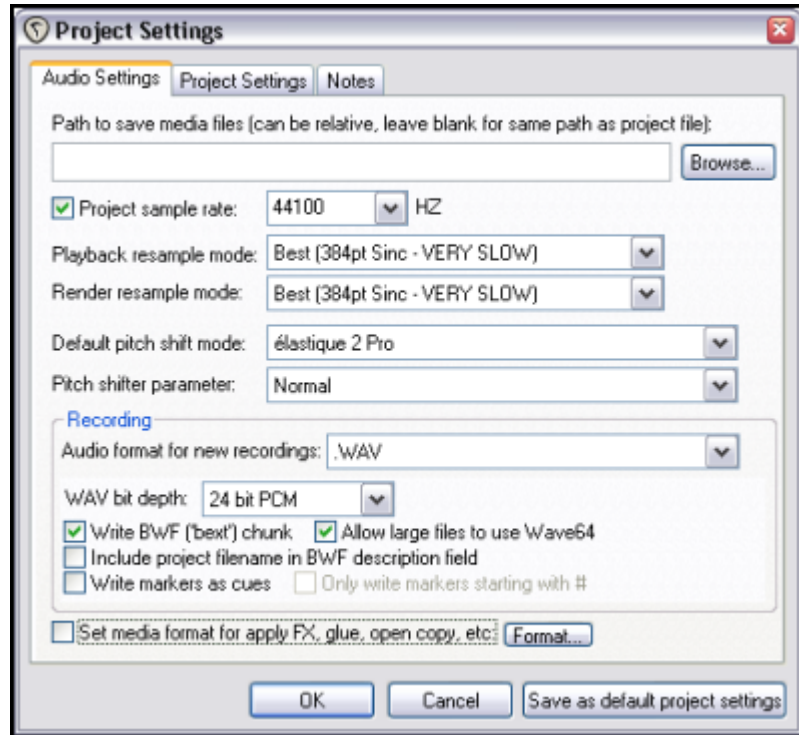 Project Settings
Audio Settings Project Settings Notes
Path to save media files (can be relative, leave blank for same path as project file):
Browse...
Project sample rate: 44100 HZ
Playback resample mode: Best (384pt Sinc - VERY SLOW)
Render resample mode: Best (384pt Sinc - VERY SLOW)
Default pitch shift mode: élastique 2 Pro
Pitch shifter parameter: Normal
Recording
Audio format for new recordings: .WAV
WAV bit depth: 24 bit PCM
Write BWF ('bext') chunk Allow large files to use Wave64
Include project filename in BWF description field
Write markers as cues Only write markers starting with #
Set media format for apply FX, glue, open copy, etc: Format...
OK Cancel Save as default project settings